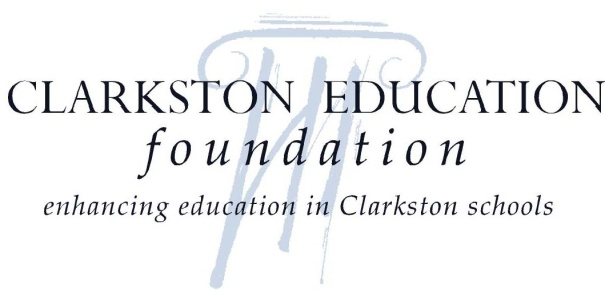 CLARKSTON EDUCATION
foundation
enhancing education in Clarkston schools